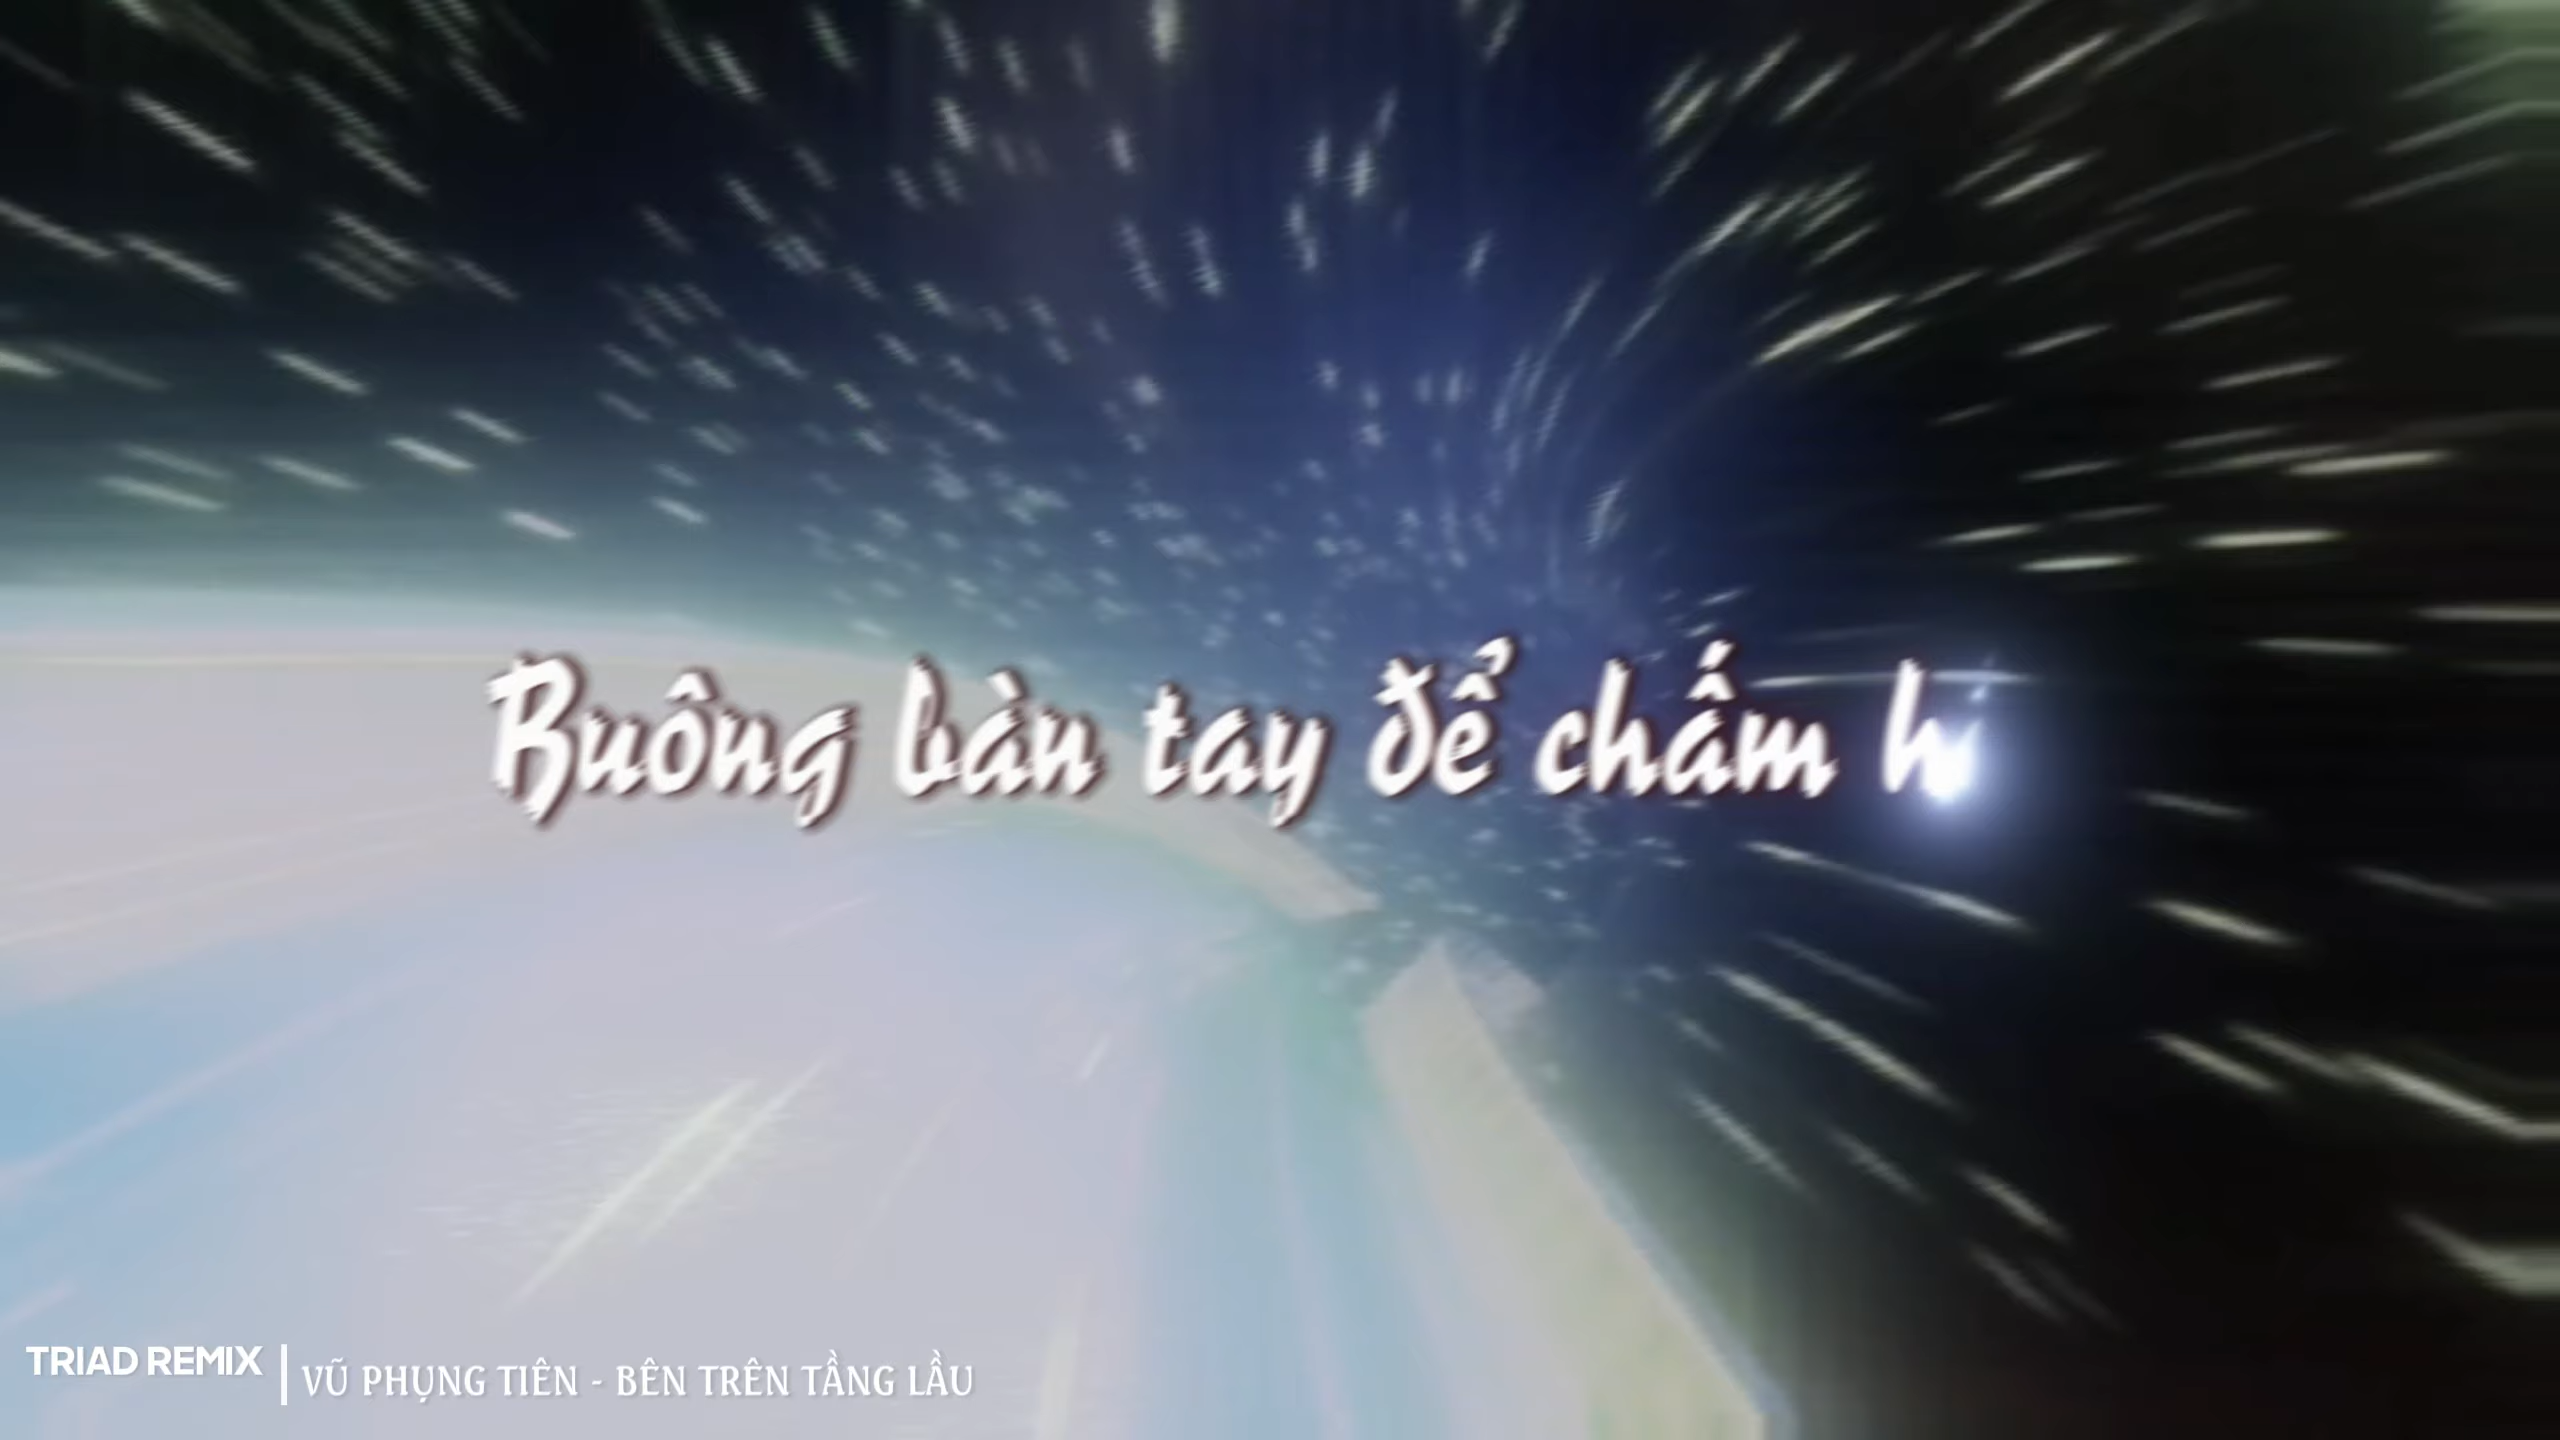 Buông bàn tay để chấm h
TRIAD REMIX
VŨ PHỤNG TIÊN - BÊN TRÊN TẦNG LẦU